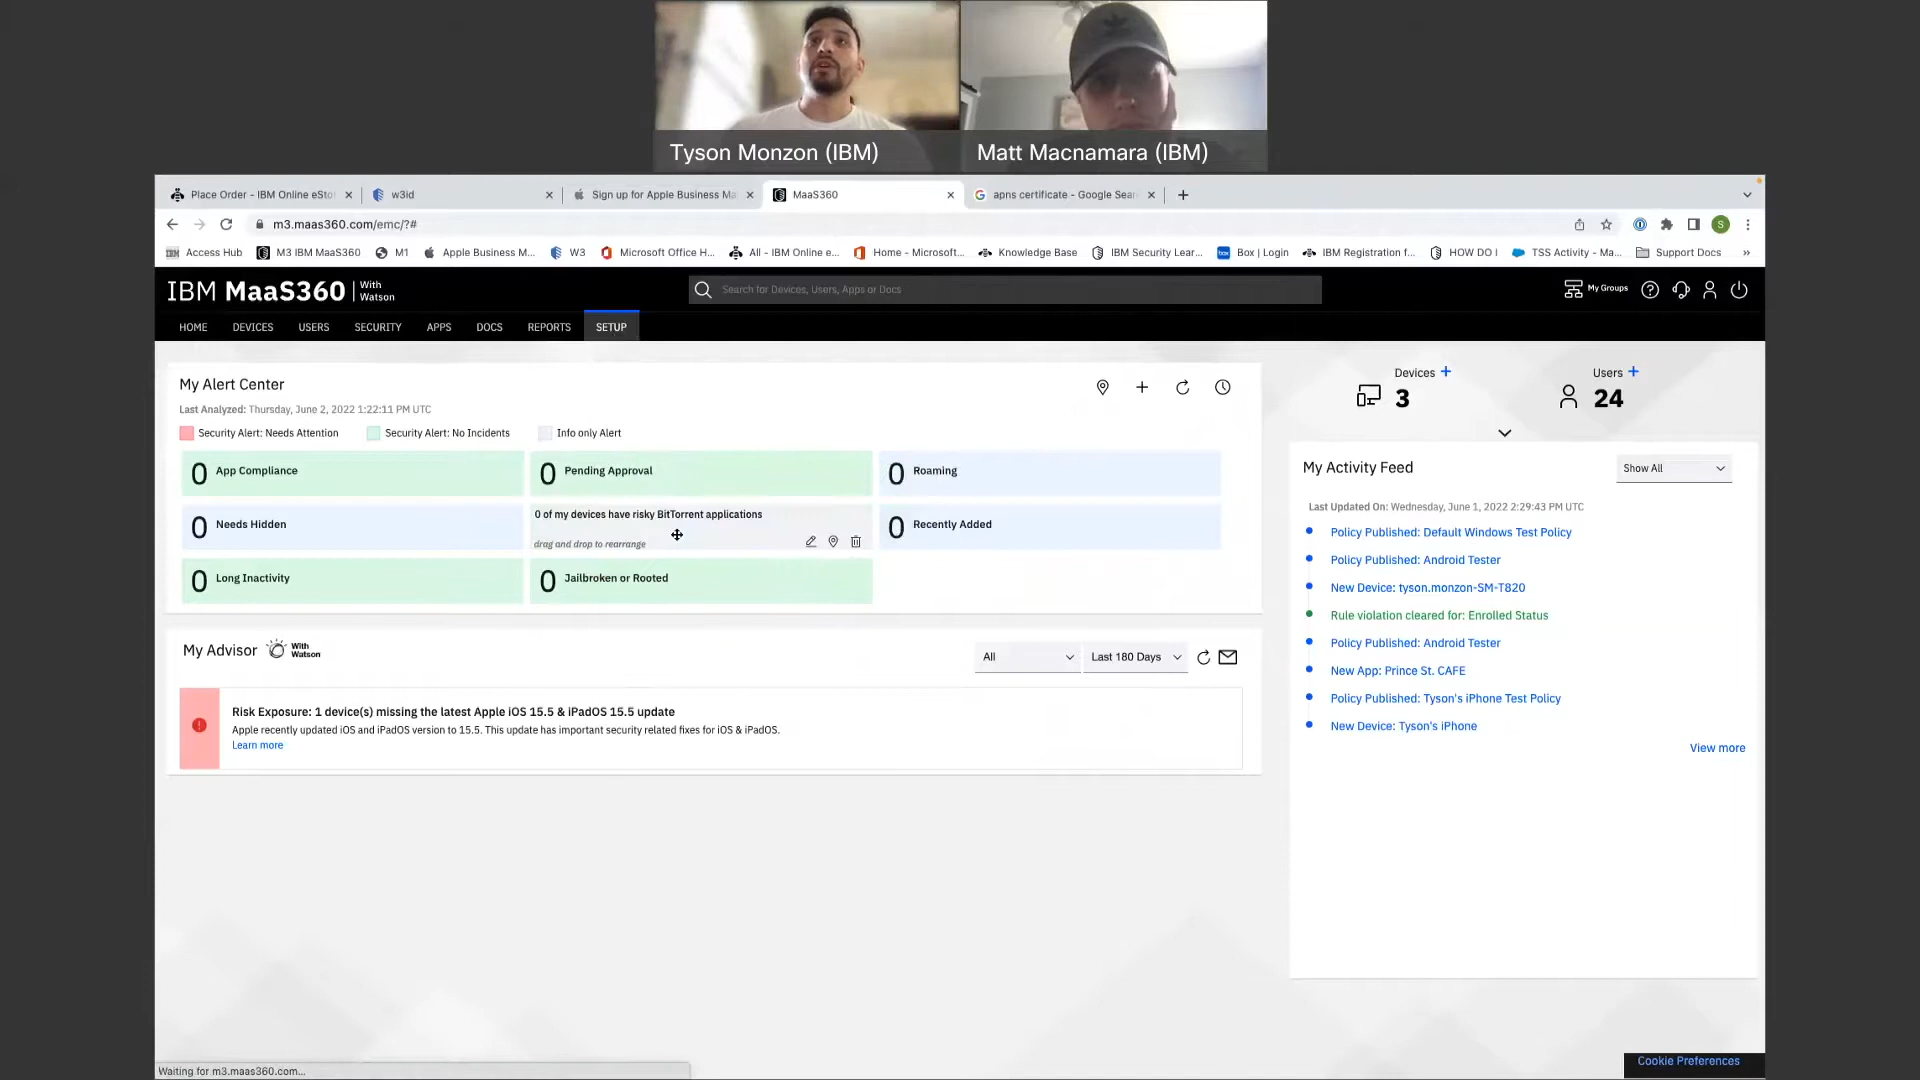 Tyson Monzon (IBM)
Matt Macnamara (IBM)
Place Order - IBM Online eSto
w3id
Sign up for Apple Business Ma
MaaS360
apns certificate - Google Sear
m3.maas360.com/emc/?#
S
Access Hub
M3 IBM MaaS360
M1
Apple Business M...
W3
Microsoft Office H...
All - IBM Online e...
Home - Microsoft...
Knowledge Base
IBM Security Lear...
box
Box | Login
IBM Registration f...
HOW DO I
TSS Activity - Ma...
Support Docs
»
IBM MaaS360 | With Watson
Search for Devices, Users, Apps or Docs
My Groups
HOME
DEVICES
USERS
SECURITY
APPS
DOCS
REPORTS
SETUP
My Alert Center
Last Analyzed: Thursday, June 2, 2022 1:22:11 PM UTC
Security Alert: Needs Attention
Security Alert: No Incidents
Info only Alert
0 App Compliance
0 Pending Approval
0 Roaming
0 Needs Hidden
0 of my devices have risky BitTorrent applications
drag and drop to rearrange
0 Recently Added
0 Long Inactivity
0 Jailbroken or Rooted
My Advisor With Watson
All
Last 180 Days
Risk Exposure: 1 device(s) missing the latest Apple iOS 15.5 & iPadOS 15.5 update
Apple recently updated iOS and iPadOS version to 15.5. This update has important security related fixes for iOS & iPadOS.
Learn more
Devices +
3
Users +
24
My Activity Feed
Show All
Last Updated On: Wednesday, June 1, 2022 2:29:43 PM UTC
Policy Published: Default Windows Test Policy
Policy Published: Android Tester
New Device: tyson.monzon-SM-T820
Rule violation cleared for: Enrolled Status
Policy Published: Android Tester
New App: Prince St. CAFE
Policy Published: Tyson's iPhone Test Policy
New Device: Tyson's iPhone
View more
Waiting for m3.maas360.com...
Cookie Preferences